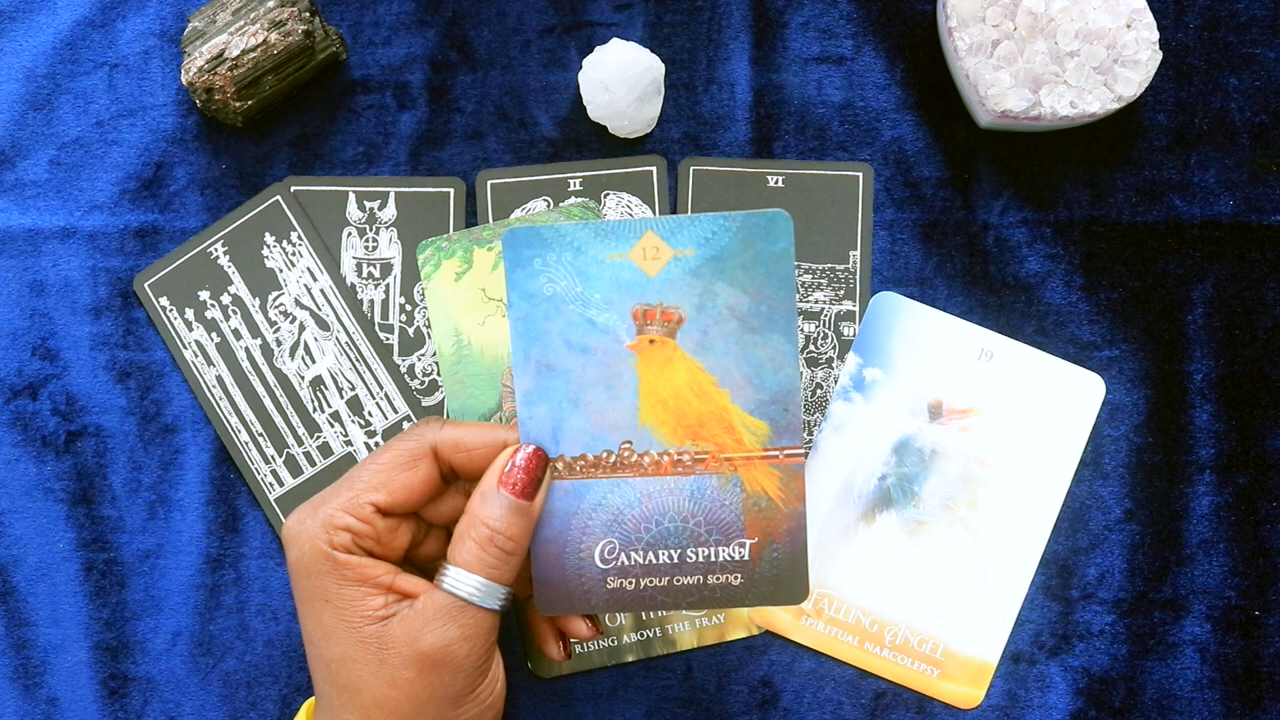 II
VI
12
19
CANARY SPIRIT
Sing your own song.
OF THE
RISING ABOVE THE FRAY
FALLING ANGEL
SPIRITUAL NARCOLEPSY